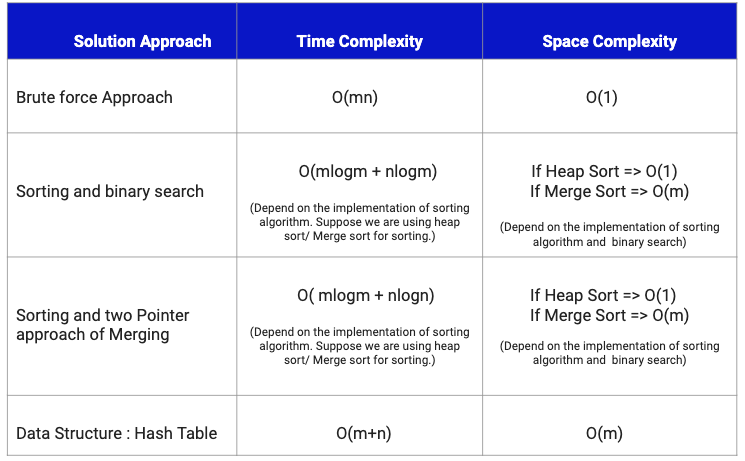 Solution Approach
Time Complexity
Space Complexity
Brute force Approach
O(mn)
O(1)
Sorting and binary search
O(mlogm + nlogm)
(Depend on the implementation of sorting
algorithm. Suppose we are using heap
sort/ Merge sort for sorting.)
If Heap Sort => O(1)
If Merge Sort => O(m)
(Depend on the implementation of sorting
algorithm and  binary search)
Sorting and two Pointer
approach of Merging
O( mlogm + nlogn)
(Depend on the implementation of sorting
algorithm. Suppose we are using heap
sort/ Merge sort for sorting.)
If Heap Sort => O(1)
If Merge Sort => O(m)
(Depend on the implementation of sorting
algorithm and  binary search)
Data Structure : Hash Table
O(m+n)
O(m)